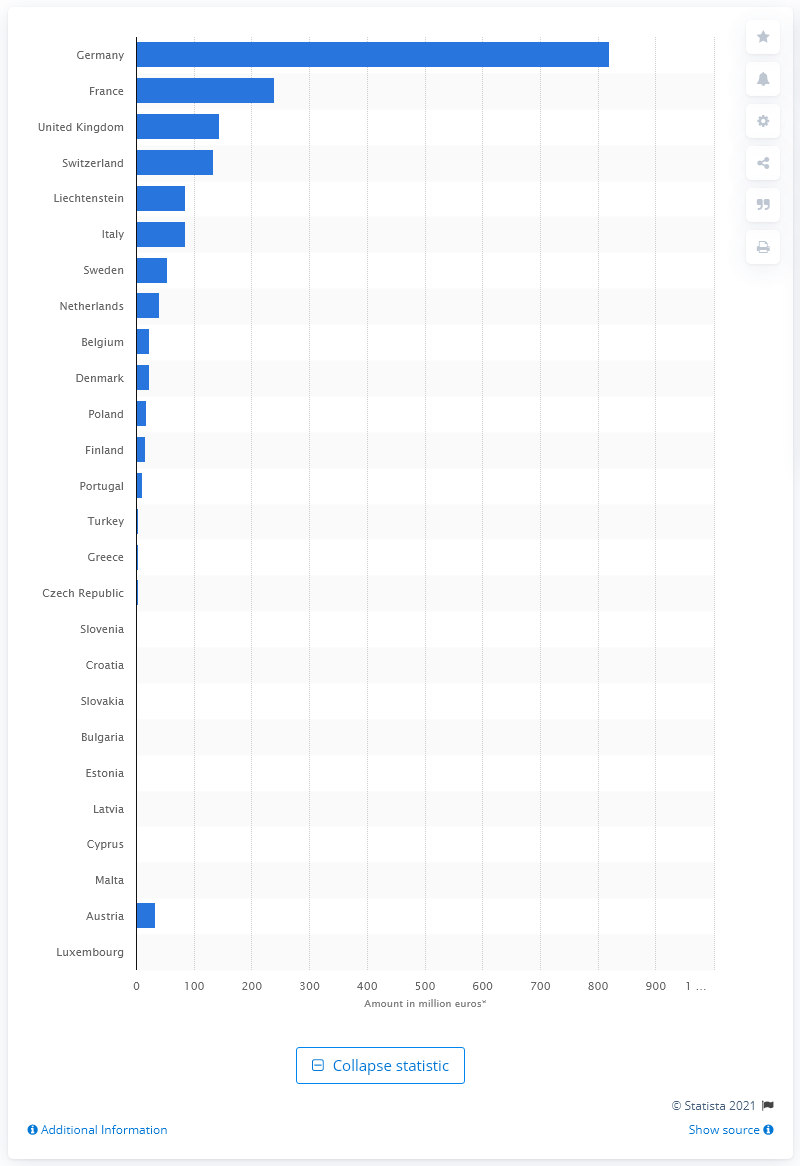 Germany
France
United Kingdom
Switzerland
Liechtenstein
Italy
Sweden
Netherlands
Belgium
Denmark
Poland
Finland
Portugal
Turkey
Greece
Czech Republic
Slovenia
Croatia
Slovakia
Bulgaria
Estonia
Latvia
Cyprus
Malta
Austria
Luxembourg
0 100 200 300 400 500 600 700 800 900 1 ...
Amount in million euros*
Collapse statistic
© Statista 2021
Additional Information Show source